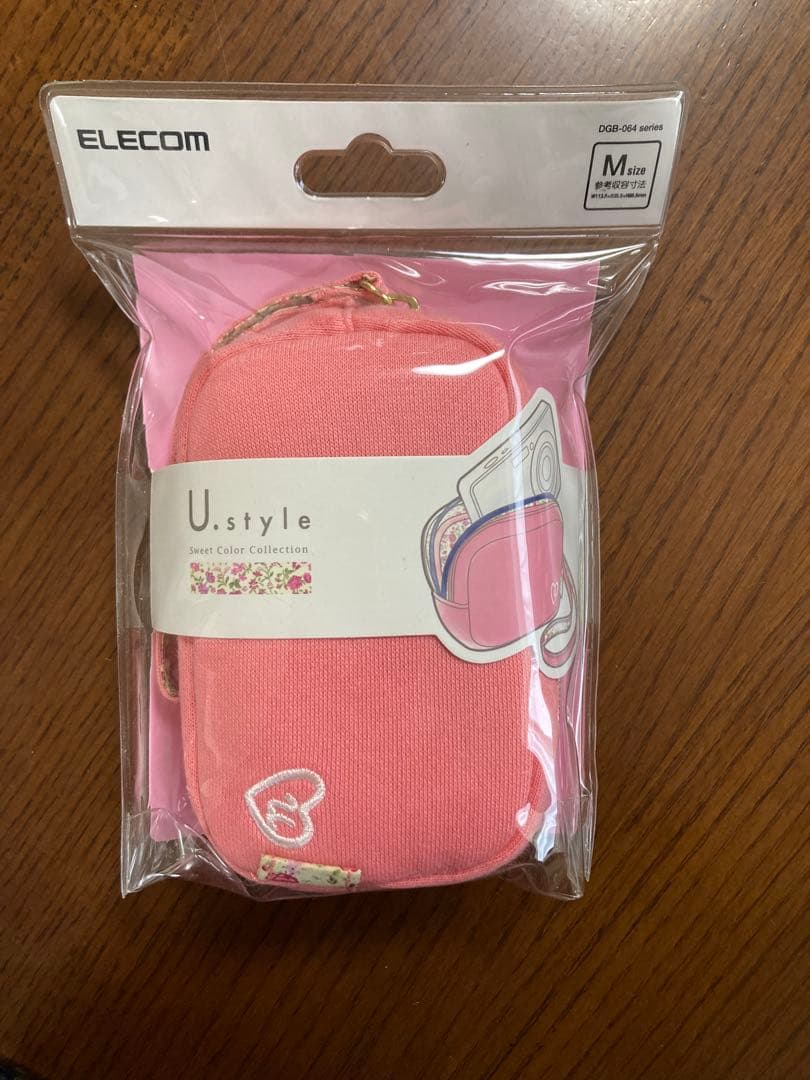 ELECOM
DGB-064 series
M size
参考収容寸法
U.style
Sweet Color Collection